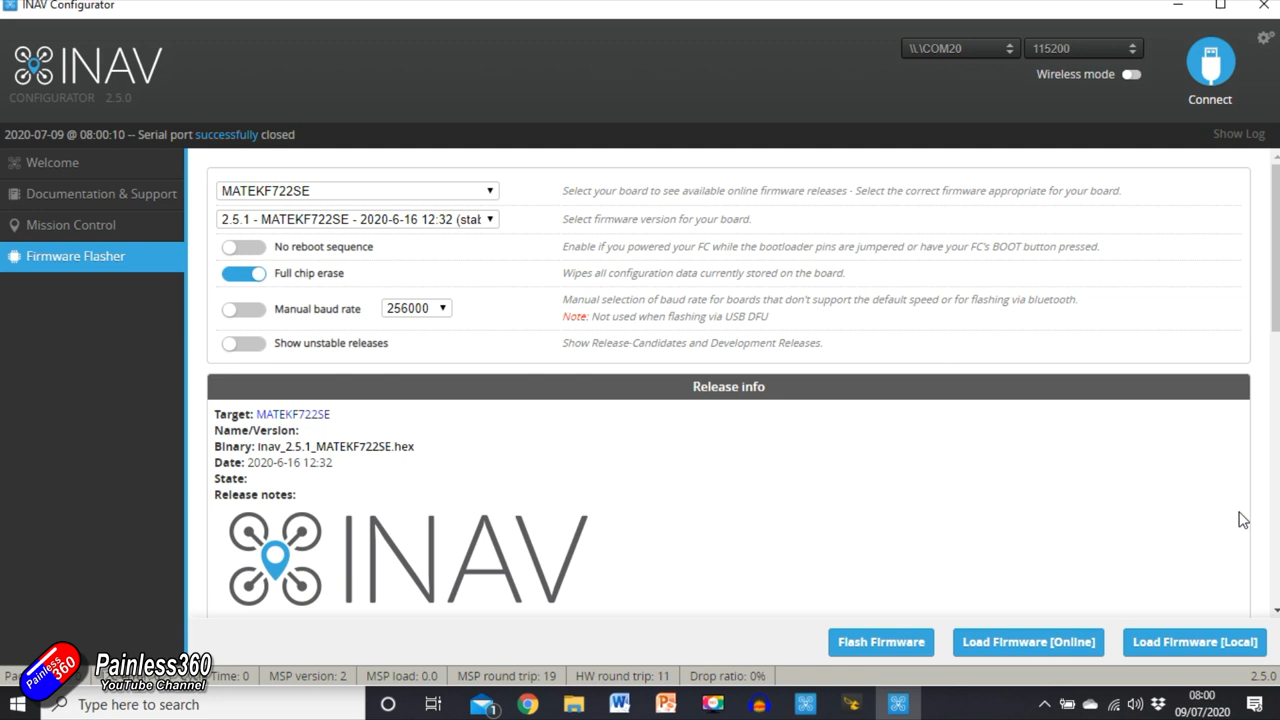 INAV Configurator
INAV
CONFIGURATOR 2.5.0
\\.\COM20
115200
Wireless mode
Connect
2020-07-09 @ 08:00:10 -- Serial port successfully closed
Show Log
Welcome
Documentation & Support
Mission Control
Firmware Flasher
MATEKF722SE
Select your board to see available online firmware releases - Select the correct firmware appropriate for your board.
2.5.1 - MATEKF722SE - 2020-6-16 12:32 (stab
Select firmware version for your board.
No reboot sequence
Enable if you powered your FC while the bootloader pins are jumpered or have your FC's BOOT button pressed.
Full chip erase
Wipes all configuration data currently stored on the board.
Manual baud rate
256000
Manual selection of baud rate for boards that don't support the default speed or for flashing via bluetooth.
Note: Not used when flashing via USB DFU
Show unstable releases
Show Release-Candidates and Development Releases.
Release info
Target: MATEKF722SE
Name/Version:
Binary: inav_2.5.1_MATEKF722SE.hex
Date: 2020-6-16 12:32
State:
Release notes:
INAV
Flash Firmware
Load Firmware [Online]
Load Firmware [Local]
Painless 360
Painless360
YouTube Channel
Time: 0
MSP version: 2
MSP load: 0.0
MSP round trip: 19
HW round trip: 11
Drop ratio: 0%
2.5.0
Type here to search
1
08:00
09/07/2020